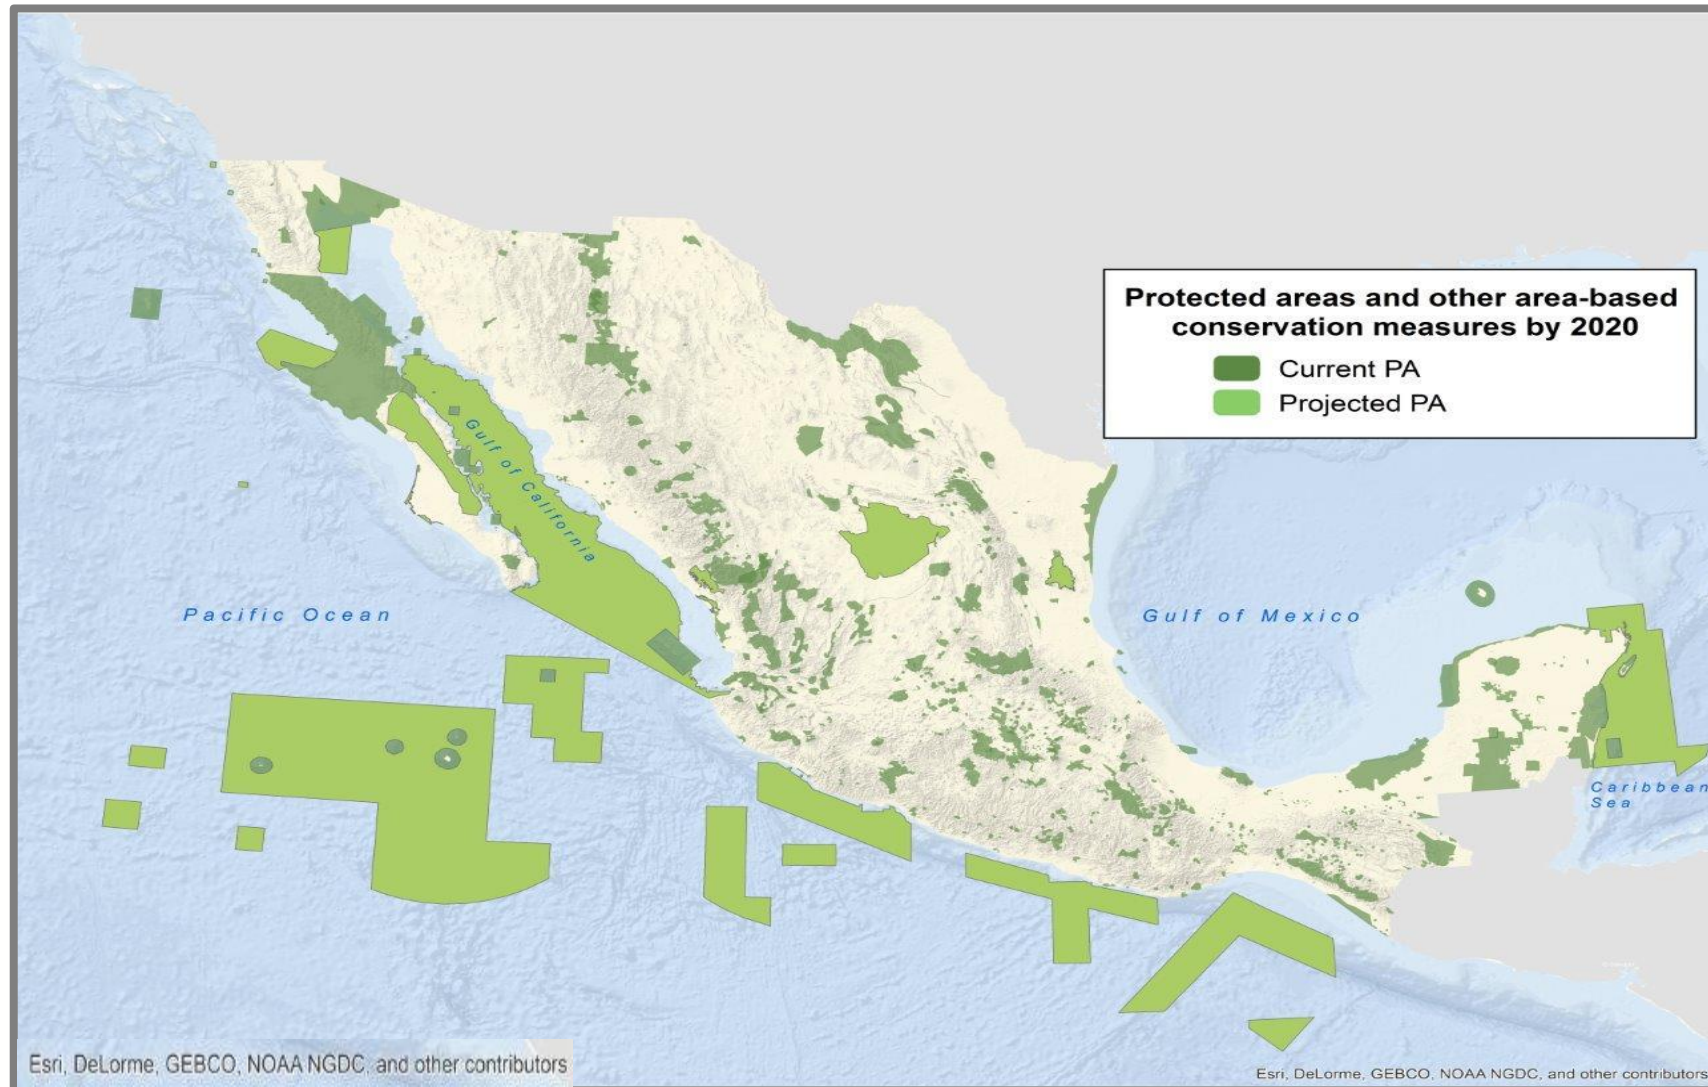 Protected areas and other area-based
conservation measures by 2020
Current PA
Projected PA
Gulf of California
Pacific Ocean
Gulf of Mexico
Caribbean
Sea
Esri, DeLorme, GEBCO, NOAA NGDC, and other contributors
Esri, DeLorme, GEBCO, NOAA NGDC, and other contributors